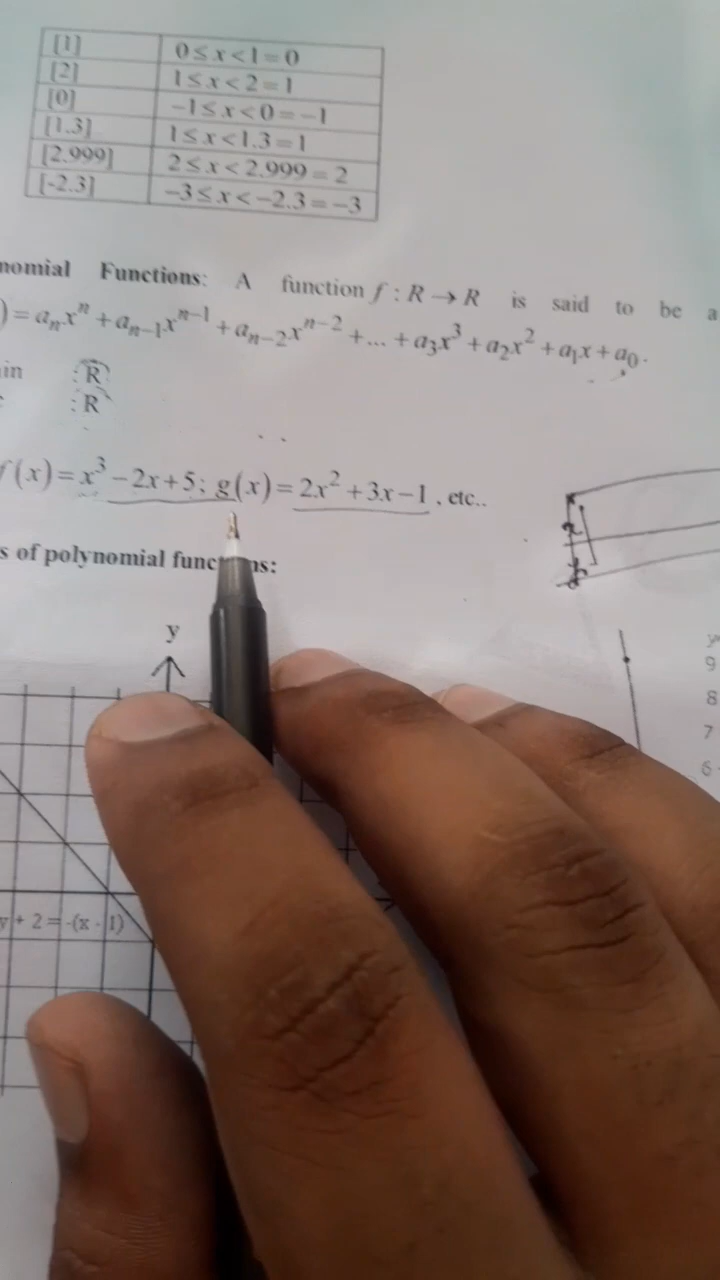 [1] 0≤x<1=0
[2] 1≤x<2=1
[0] −1≤x<0=−1
[1.3] 1≤x<1.3=1
[2.999] 2≤x<2.999=2
[-2.3] −3≤x<−2.3=−3
nomial Functions: A function f : R → R is said to be a
)= aₙxⁿ + aₙ₋₁xⁿ⁻¹ + aₙ₋₂xⁿ⁻² + ... + a₃x³ + a₂x² + a₁x + a₀.
in : R
: R
f(x) = x³ − 2x + 5; g(x) = 2x² + 3x − 1 , etc..
s of polynomial func ns:
y
y
9
8
7
6
y + 2 = -(x - 1)